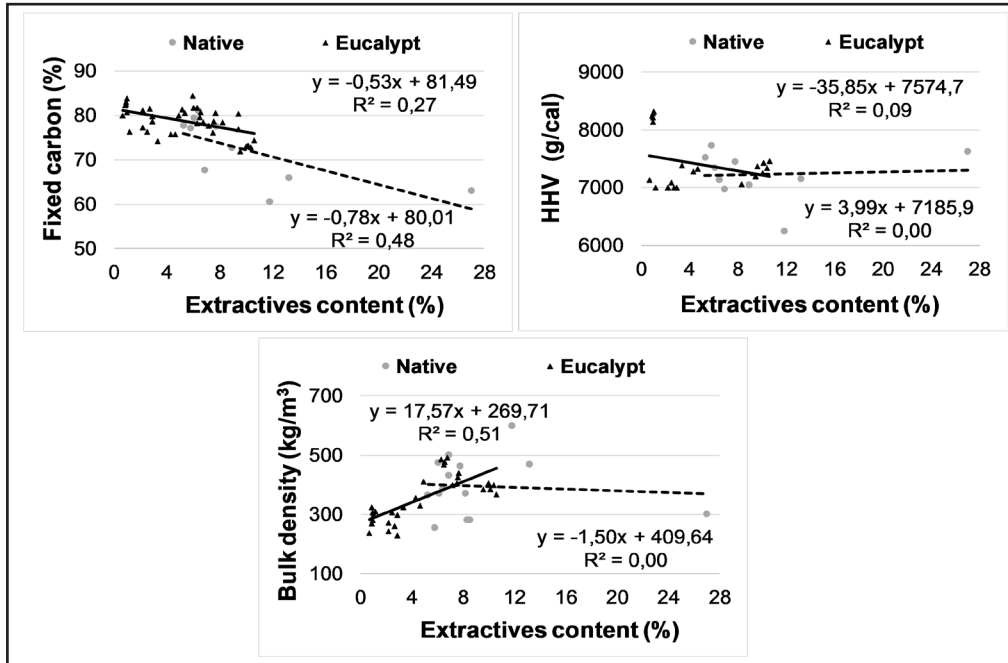 Native Eucalypt
y = -0,53x + 81,49
R² = 0,27
y = -0,78x + 80,01
R² = 0,48
Fixed carbon (%)
90
80
70
60
50
0 4 8 12 16 20 24 28
Extractives content (%)
Native Eucalypt
y = -35,85x + 7574,7
R² = 0,09
y = 3,99x + 7185,9
R² = 0,00
HHV (g/cal)
9000
8000
7000
6000
0 4 8 12 16 20 24 28
Extractives content (%)
Native Eucalypt
y = 17,57x + 269,71
R² = 0,51
y = -1,50x + 409,64
R² = 0,00
Bulk density (kg/m³)
700
500
300
100
0 4 8 12 16 20 24 28
Extractives content (%)